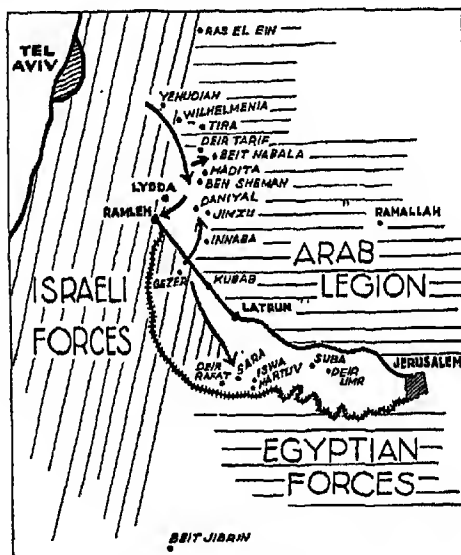 RAS EL EIN
TEL
AVIV
YEHUDIAH
WILHELMENIA
TIRA
DEIR TARIF
BEIT NABALA
HADITA
BEN SHEMAN
LYDDA
DANIYAL
RAMLEH
JIMZU
RAMALLAH
INNABA
ARAB
LEGION
GEZER
KUBAB
ISRAELI
FORCES
LATRUN
SUBA
JERUSALEM
SARA
DEIR
RAFAT
ISWA
HARTUV
DEIR
UMR
EGYPTIAN
FORCES
BEIT JIBRIN